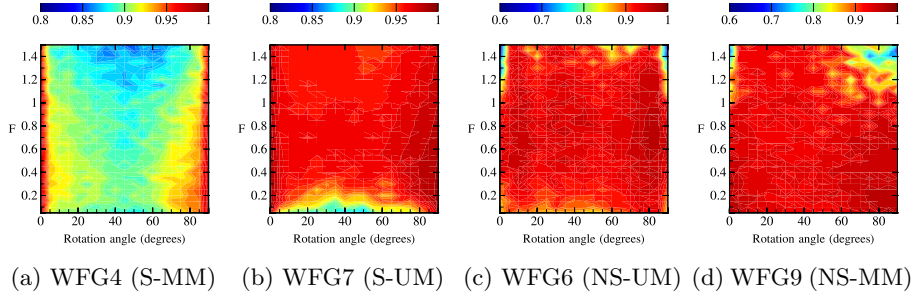 0.8 0.85 0.9 0.95 1
0.8 0.85 0.9 0.95 1
0.6 0.7 0.8 0.9 1
0.6 0.7 0.8 0.9 1
F
1.4
1.2
1
0.8
0.6
0.4
0.2
0 20 40 60 80
Rotation angle (degrees)
F
1.4
1.2
1
0.8
0.6
0.4
0.2
0 20 40 60 80
Rotation angle (degrees)
F
1.4
1.2
1
0.8
0.6
0.4
0.2
0 20 40 60 80
Rotation angle (degrees)
F
1.4
1.2
1
0.8
0.6
0.4
0.2
0 20 40 60 80
Rotation angle (degrees)
(a) WFG4 (S-MM) (b) WFG7 (S-UM) (c) WFG6 (NS-UM) (d) WFG9 (NS-MM)